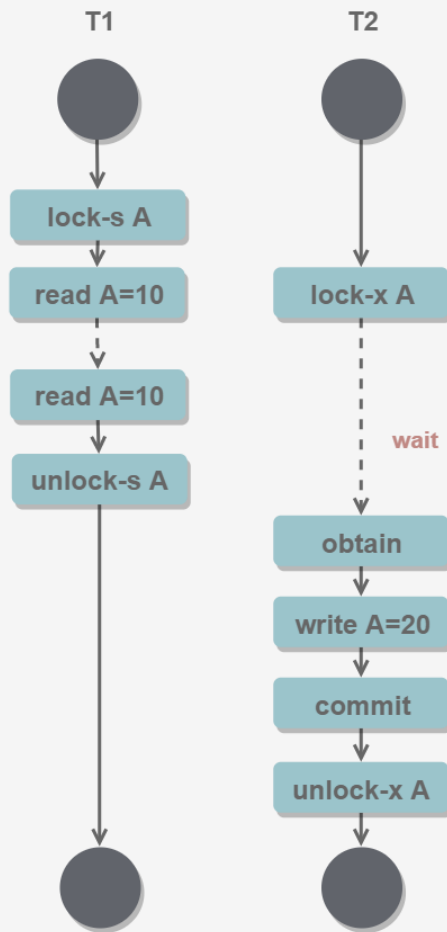 T1
T2
lock-s A
read A=10
lock-x A
read A=10
wait
unlock-s A
obtain
write A=20
commit
unlock-x A